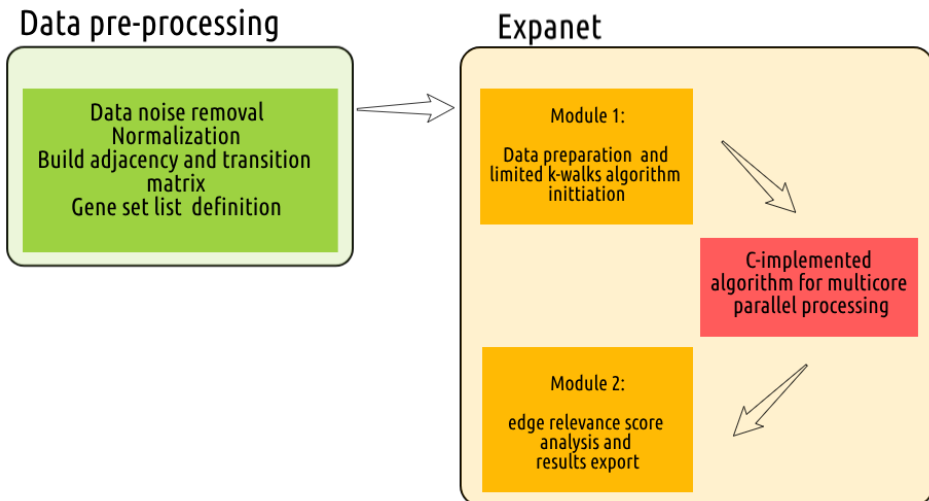 Data pre-processing
Data noise removal
Normalization
Build adjacency and transition
matrix
Gene set list definition
Expanet
Module 1:
Data preparation and
limited k-walks algorithm
inittiation
C-implemented
algorithm for multicore
parallel processing
Module 2:
edge relevance score
analysis and
results export